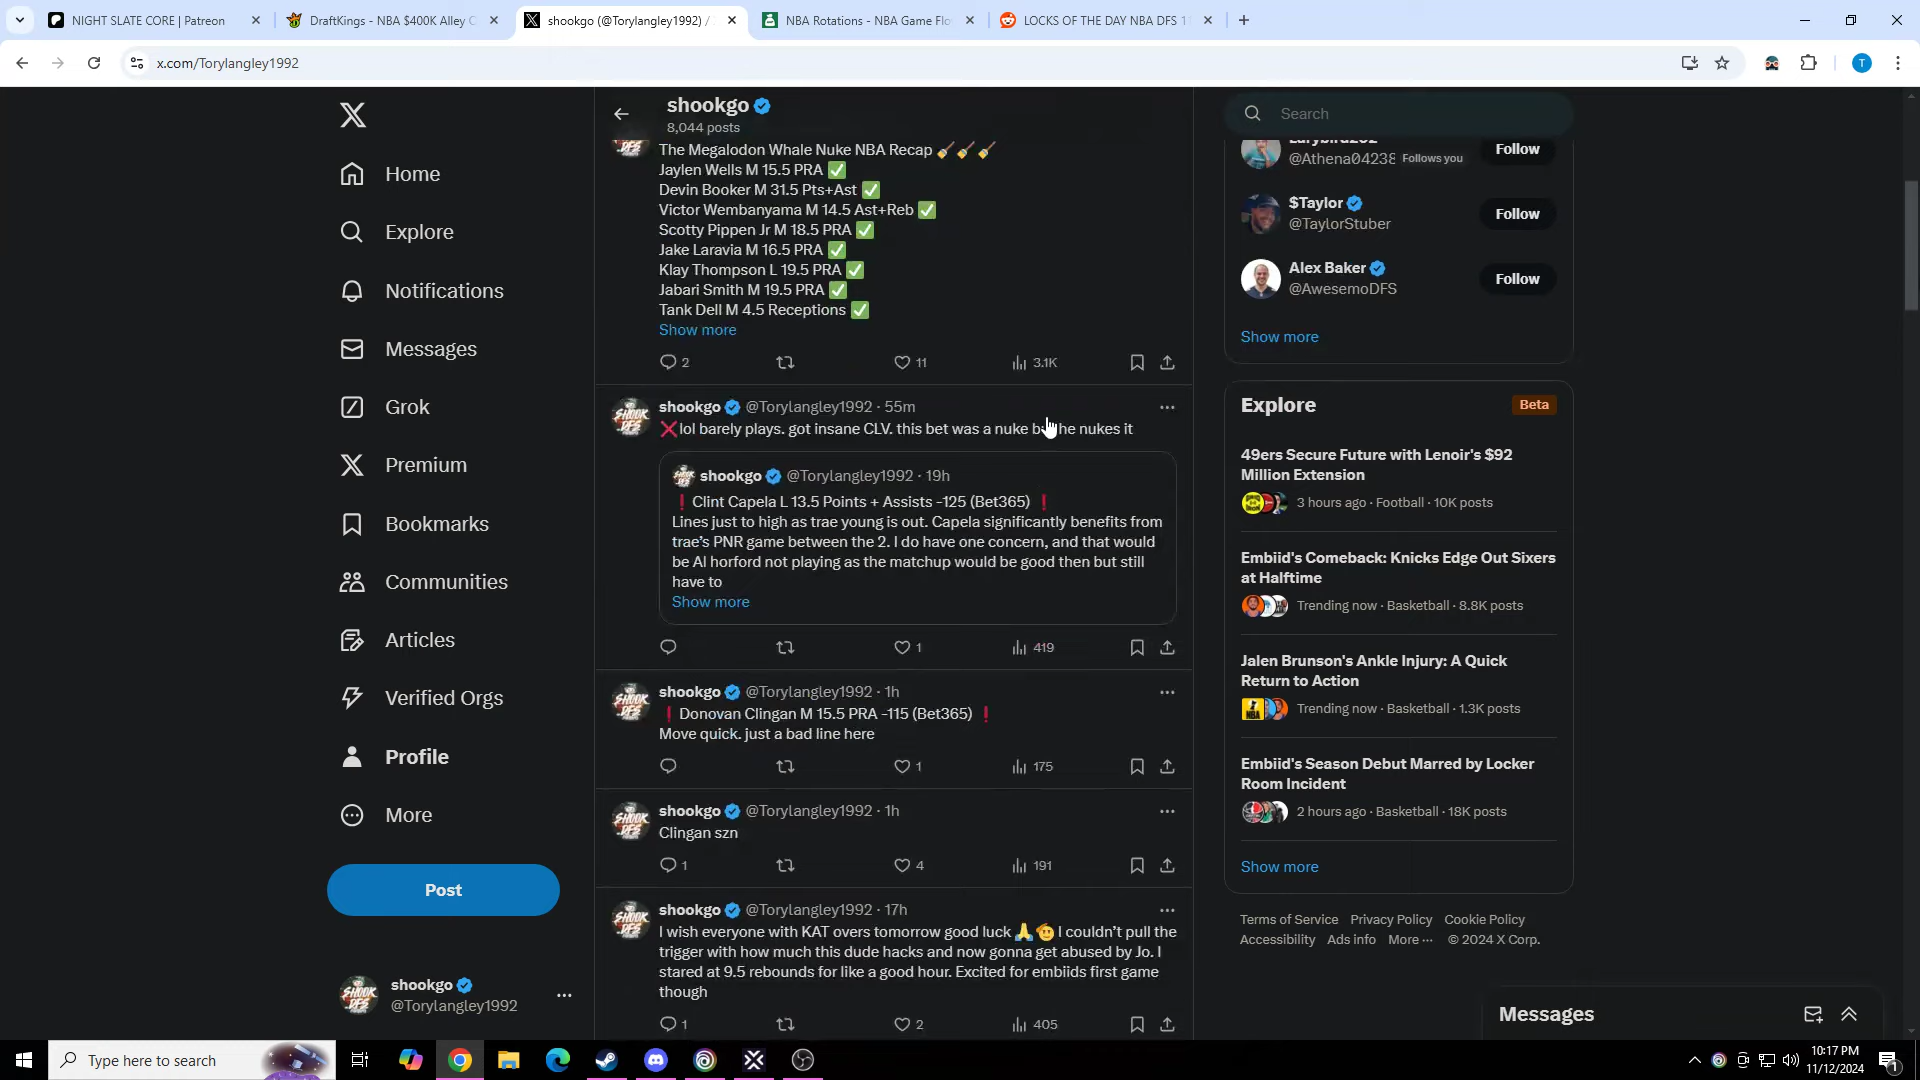 NIGHT SLATE CORE | Patreon
DraftKings - NBA $400K Alley C
shookgo (@Torylangley1992) /
NBA Rotations - NBA Game Flo
LOCKS OF THE DAY NBA DFS 1
x.com/Torylangley1992
T
Home
Explore
Notifications
Messages
Grok
Premium
Bookmarks
Communities
Articles
Verified Orgs
Profile
More
Post
shookgo
@Torylangley1992
shookgo
8,044 posts
The Megalodon Whale Nuke NBA Recap 🧹🧹🧹
Jaylen Wells M 15.5 PRA ✅
Devin Booker M 31.5 Pts+Ast ✅
Victor Wembanyama M 14.5 Ast+Reb ✅
Scotty Pippen Jr M 18.5 PRA ✅
Jake Laravia M 16.5 PRA ✅
Klay Thompson L 19.5 PRA ✅
Jabari Smith M 19.5 PRA ✅
Tank Dell M 4.5 Receptions ✅
Show more
2 11 3.1K
shookgo @Torylangley1992 · 55m
❌lol barely plays. got insane CLV. this bet was a nuke b he nukes it
shookgo @Torylangley1992 · 19h
❗Clint Capela L 13.5 Points + Assists -125 (Bet365) ❗
Lines just to high as trae young is out. Capela significantly benefits from
trae's PNR game between the 2. I do have one concern, and that would
be Al horford not playing as the matchup would be good then but still
have to
Show more
1 419
shookgo @Torylangley1992 · 1h
❗Donovan Clingan M 15.5 PRA -115 (Bet365) ❗
Move quick. just a bad line here
1 175
shookgo @Torylangley1992 · 1h
Clingan szn
1 4 191
shookgo @Torylangley1992 · 17h
I wish everyone with KAT overs tomorrow good luck 🙏🫡 I couldn't pull the
trigger with how much this dude hacks and now gonna get abused by Jo. I
stared at 9.5 rebounds for like a good hour. Excited for embiids first game
though
1 2 405
Search
@Athena04238 Follows you
Follow
$Taylor
@TaylorStuber
Follow
Alex Baker
@AwesemoDFS
Follow
Show more
Explore Beta
49ers Secure Future with Lenoir's $92
Million Extension
3 hours ago · Football · 10K posts
Embiid's Comeback: Knicks Edge Out Sixers
at Halftime
Trending now · Basketball · 8.8K posts
Jalen Brunson's Ankle Injury: A Quick
Return to Action
Trending now · Basketball · 1.3K posts
Embiid's Season Debut Marred by Locker
Room Incident
2 hours ago · Basketball · 18K posts
Show more
Terms of Service Privacy Policy Cookie Policy
Accessibility Ads info More ··· © 2024 X Corp.
Messages
Type here to search
10:17 PM
11/12/2024
1